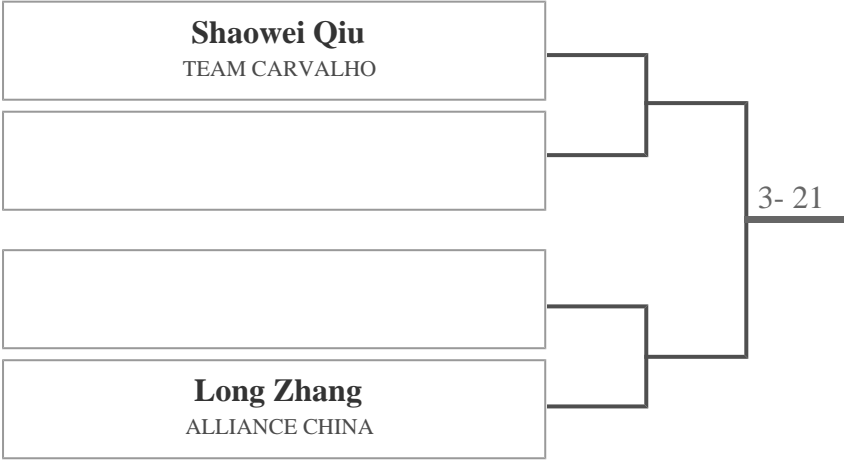 Shaowei Qiu
TEAM CARVALHO
3- 21
Long Zhang
ALLIANCE CHINA